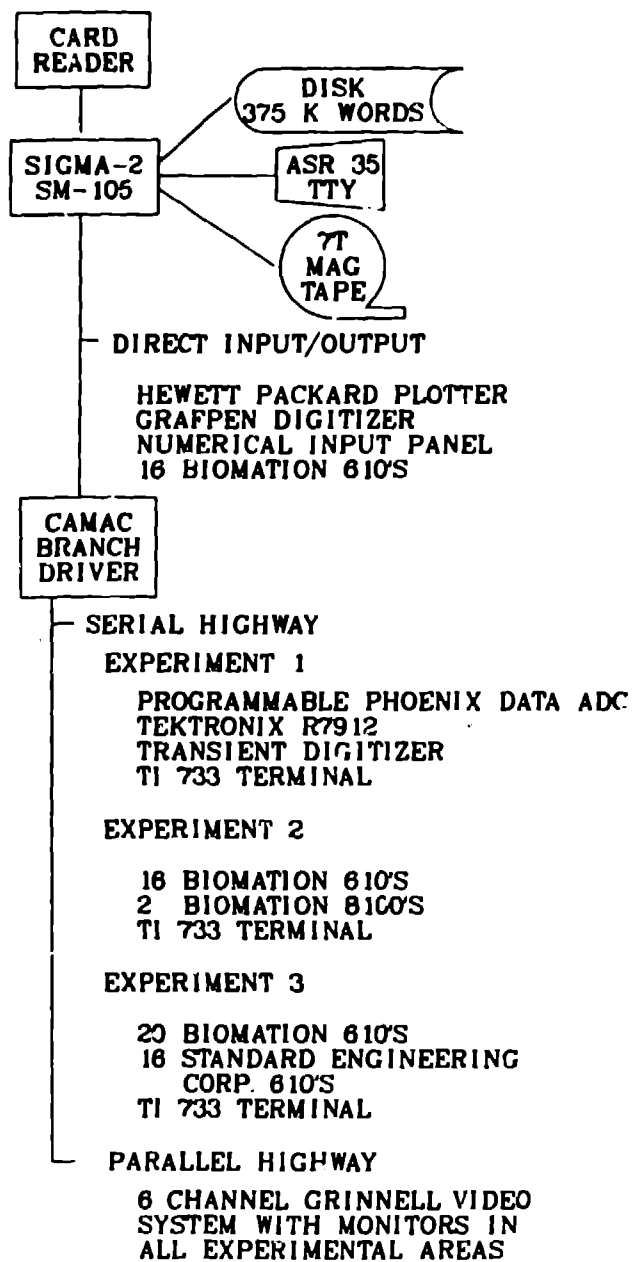 CARD
READER
DISK
375 K WORDS
SIGMA-2
SM-105
ASR 35
TTY
7T
MAG
TAPE
DIRECT INPUT/OUTPUT
HEWETT PACKARD PLOTTER
GRAFPEN DIGITIZER
NUMERICAL INPUT PANEL
16 BIOMATION 610'S
CAMAC
BRANCH
DRIVER
SERIAL HIGHWAY
EXPERIMENT 1
PROGRAMMABLE PHOENIX DATA ADC
TEKTRONIX R7912
TRANSIENT DIGITIZER
TI 733 TERMINAL
EXPERIMENT 2
16 BIOMATION 610'S
2 BIOMATION 8100'S
TI 733 TERMINAL
EXPERIMENT 3
20 BIOMATION 610'S
16 STANDARD ENGINEERING
CORP. 610'S
TI 733 TERMINAL
PARALLEL HIGHWAY
6 CHANNEL GRINNELL VIDEO
SYSTEM WITH MONITORS IN
ALL EXPERIMENTAL AREAS